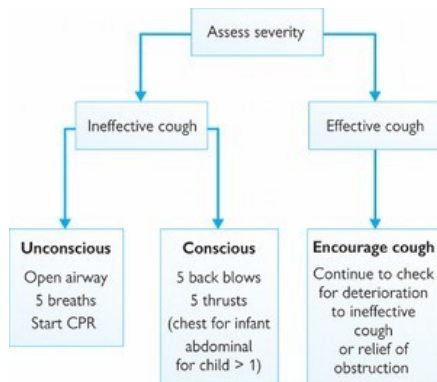 Assess severity
Ineffective cough
Effective cough
Unconscious
Open airway
5 breaths
Start CPR
Conscious
5 back blows
5 thrusts
(chest for infant
abdominal
for child > 1)
Encourage cough
Continue to check
for deterioration
to ineffective
cough
or relief of
obstruction